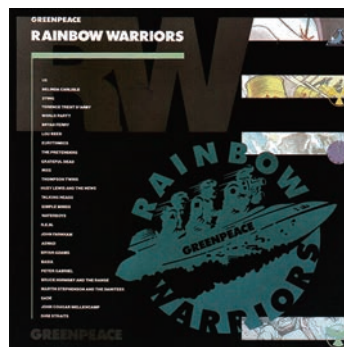 GREENPEACE
RAINBOW WARRIORS
RW
U2
BELINDA CARLISLE
STING
TERENCE TRENT D'ARBY
WORLD PARTY
BRYAN FERRY
LOU REED
EURYTHMICS
THE PRETENDERS
GRATEFUL DEAD
INXS
THOMPSON TWINS
HUEY LEWIS AND THE NEWS
TALKING HEADS
SIMPLE MINDS
WATERBOYS
R.E.M.
JOHN FARNHAM
ASWAD
BRYAN ADAMS
SADE
PETER GABRIEL
BRUCE HORNSBY AND THE RANGE
MARTIN STEPHENSON AND THE DAINTEES
JOHN COUGAR MELLENCAMP
DIRE STRAITS
GREENPEACE
RAINBOW
GREENPEACE
WARRIORS